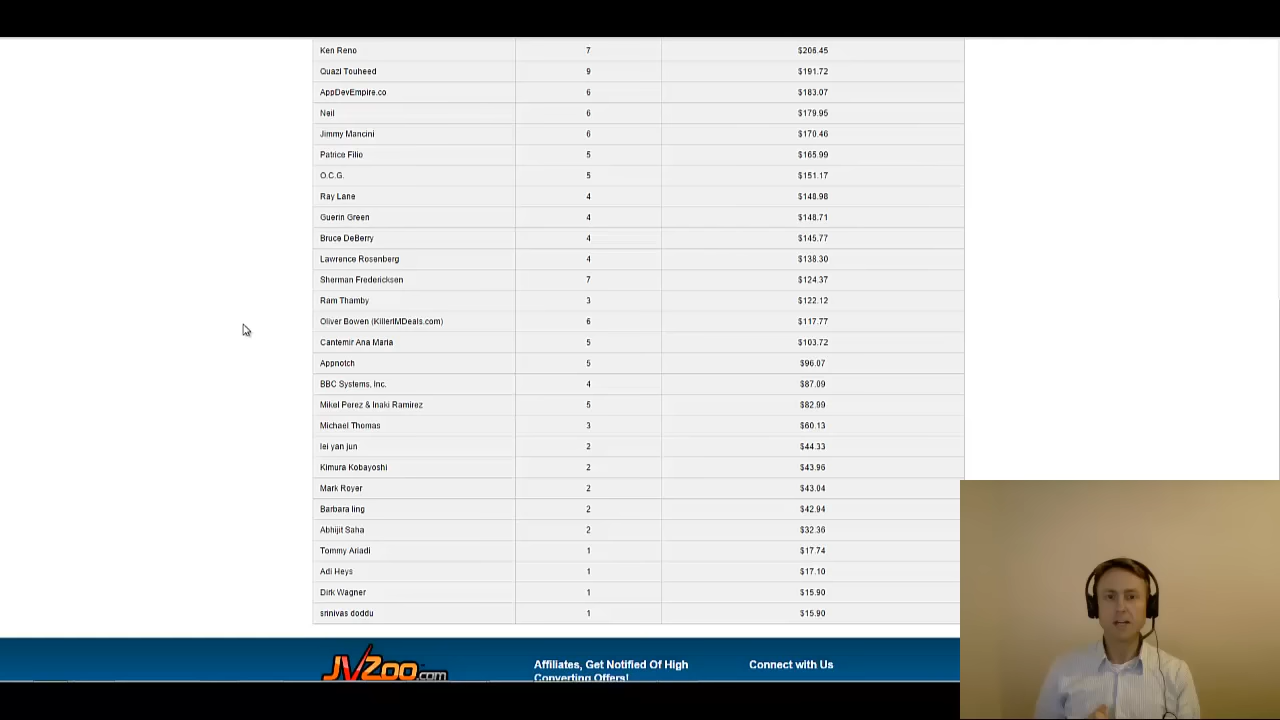 Ken Reno 7 $206.45
Quazi Touheed 9 $191.72
AppDevEmpire.co 6 $183.07
Neil 6 $179.95
Jimmy Mancini 6 $170.46
Patrice Filio 5 $165.99
O.C.G. 5 $151.17
Ray Lane 4 $148.98
Guerin Green 4 $148.71
Bruce DeBerry 4 $145.77
Lawrence Rosenberg 4 $138.30
Sherman Fredericksen 7 $124.37
Ram Thamby 3 $122.12
Oliver Bowen (KillerIMDeals.com) 6 $117.77
Cantemir Ana Maria 5 $103.72
Appnotch 5 $96.07
BBC Systems, Inc. 4 $87.09
Mikel Perez & Inaki Ramirez 5 $82.99
Michael Thomas 3 $60.13
lei yan jun 2 $44.33
Kimura Kobayoshi 2 $43.96
Mark Royer 2 $43.04
Barbara ling 2 $42.94
Abhijit Saha 2 $32.36
Tommy Ariadi 1 $17.74
Adi Heys 1 $17.10
Dirk Wagner 1 $15.90
srinivas doddu 1 $15.90
JVZoo.com
Affiliates, Get Notified Of High
Converting Offers!
Connect with Us